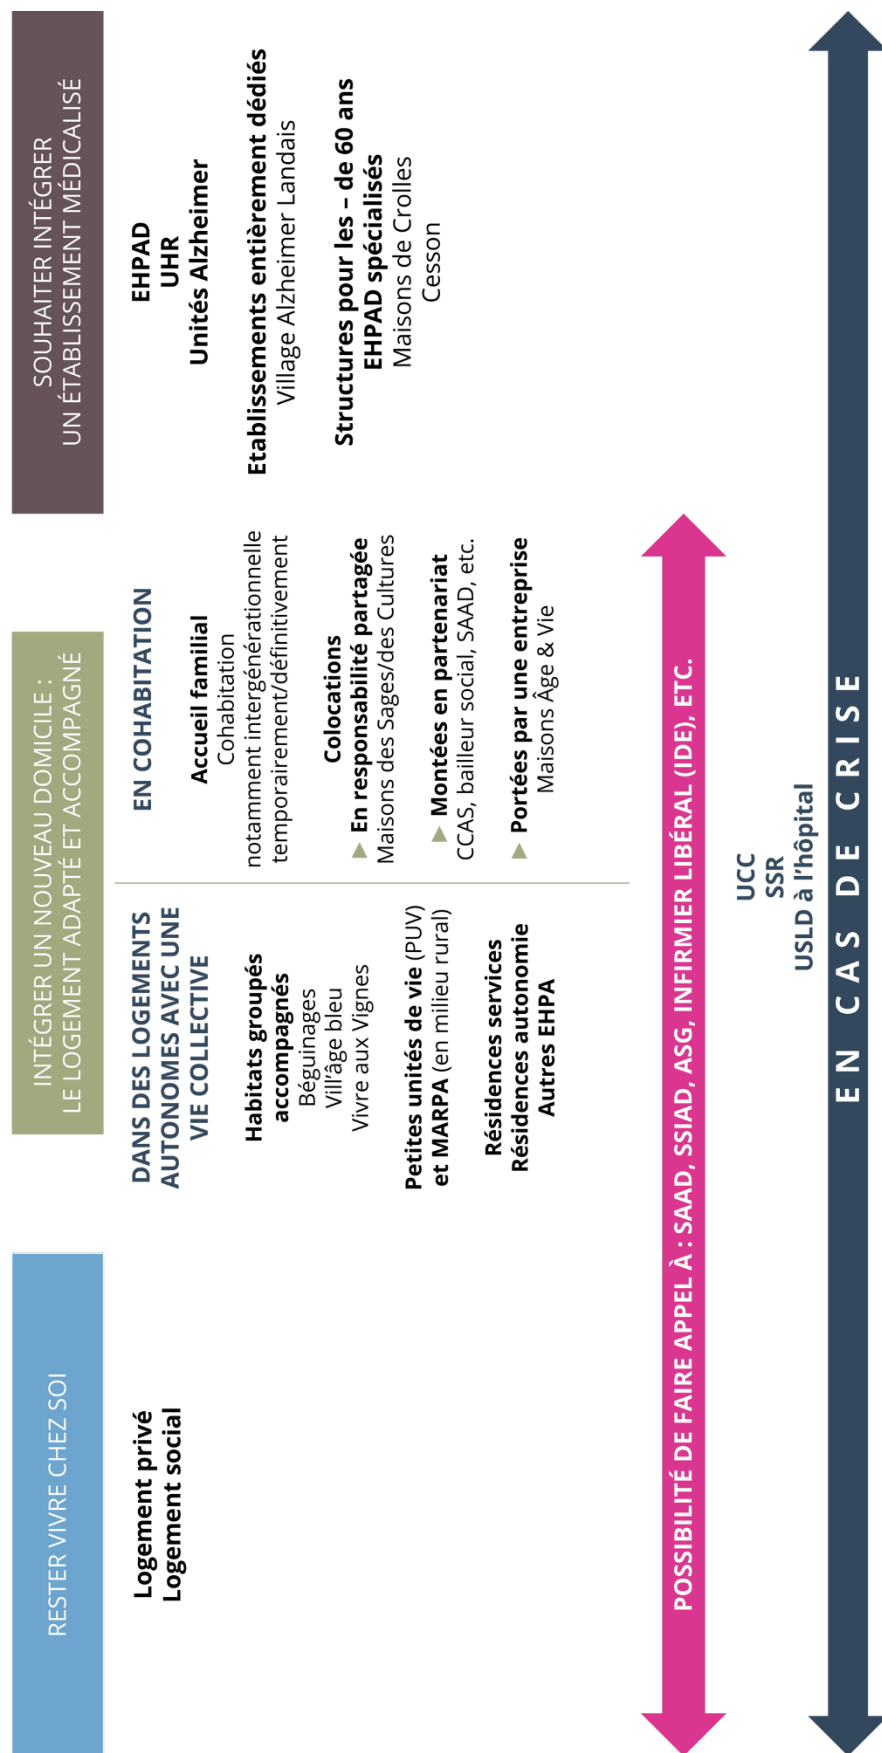 RESTER VIVRE CHEZ SOI
Logement privé
Logement social
INTÉGRER UN NOUVEAU DOMICILE :
LE LOGEMENT ADAPTÉ ET ACCOMPAGNÉ
DANS DES LOGEMENTS
AUTONOMES AVEC UNE
VIE COLLECTIVE
Habitats groupés
accompagnés
Béguinages
Vill’âge bleu
Vivre aux Vignes
Petites unités de vie (PUV)
et MARPA (en milieu rural)
Résidences services
Résidences autonomie
Autres EHPA
EN COHABITATION
Accueil familial
Cohabitation
notamment intergénérationnelle
temporairement/définitivement
Colocations
▶ En responsabilité partagée
Maisons des Sages/des Cultures
▶ Montées en partenariat
CCAS, bailleur social, SAAD, etc.
▶ Portées par une entreprise
Maisons Âge & Vie
SOUHAITER INTÉGRER
UN ÉTABLISSEMENT MÉDICALISÉ
EHPAD
UHR
Unités Alzheimer
Etablissements entièrement dédiés
Village Alzheimer Landais
Structures pour les – de 60 ans
EHPAD spécialisés
Maisons de Crolles
Cesson
POSSIBILITÉ DE FAIRE APPEL À : SAAD, SSIAD, ASG, INFIRMIER LIBÉRAL (IDE), ETC.
UCC
SSR
USLD à l’hôpital
EN CAS DE CRISE